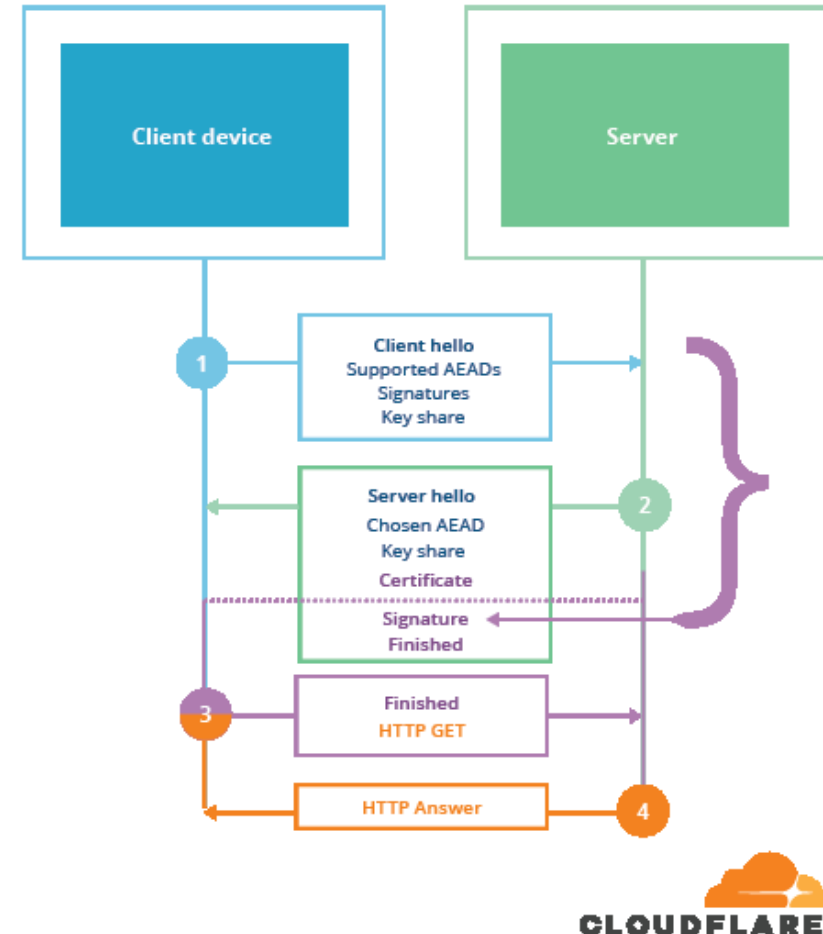 Client device
Server
1
Client hello
Supported AEADs
Signatures
Key share
2
Server hello
Chosen AEAD
Key share
Certificate
Signature
Finished
3
Finished
HTTP GET
HTTP Answer
4
CLOUDFLARE